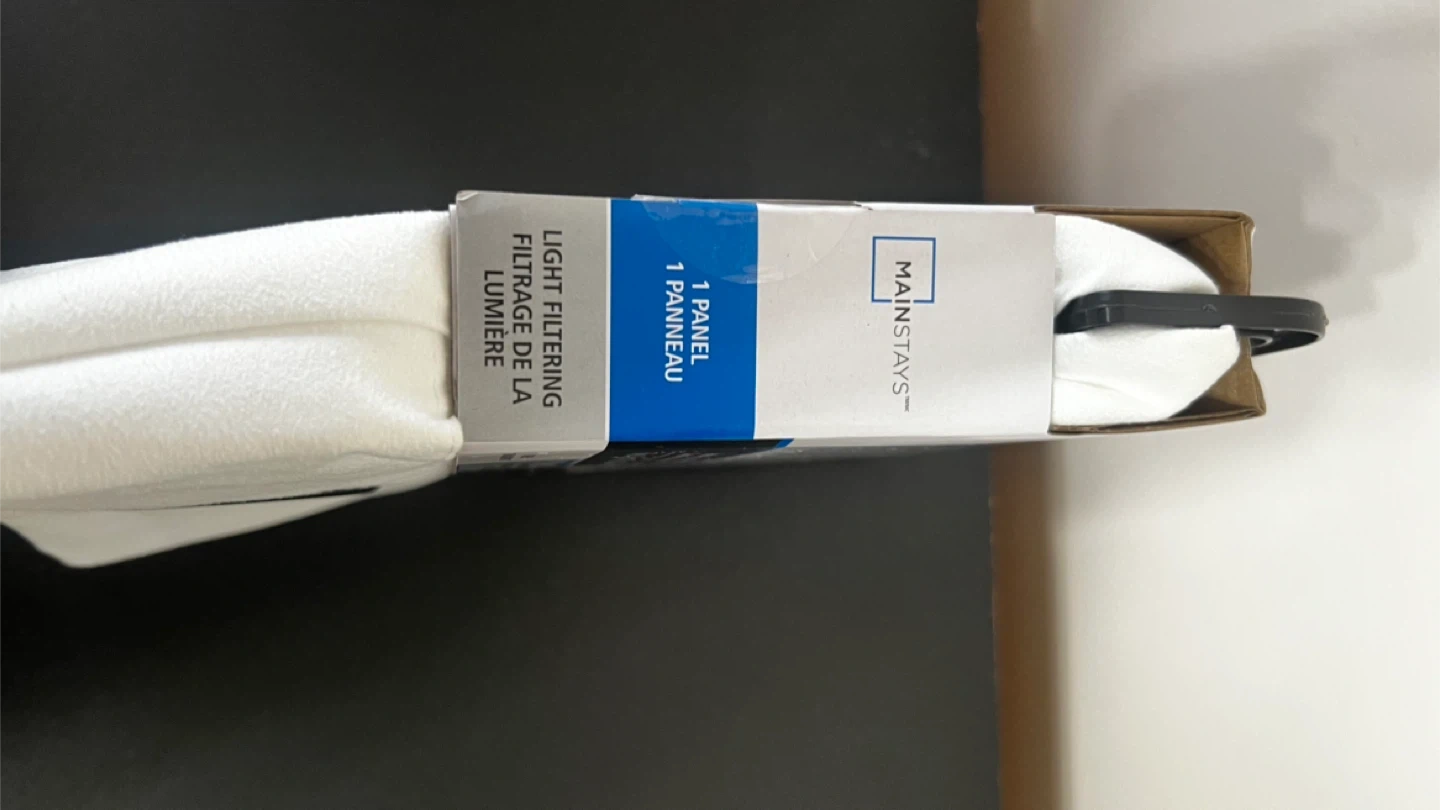 MAINSTAYS™
1 PANEL
1 PANNEAU
LIGHT FILTERING
FILTRAGE DE LA
LUMIÈRE